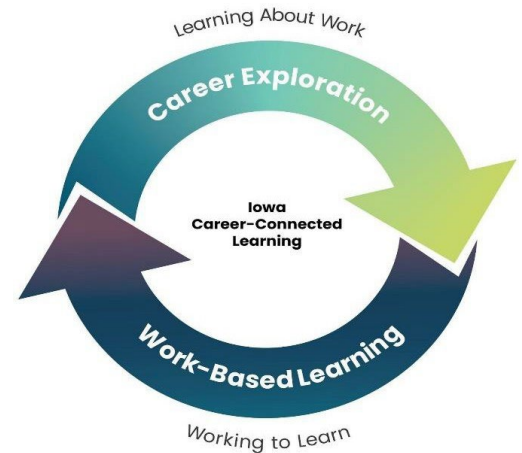 Learning About Work
Career Exploration
Iowa
Career-Connected
Learning
Work-Based Learning
Working to Learn